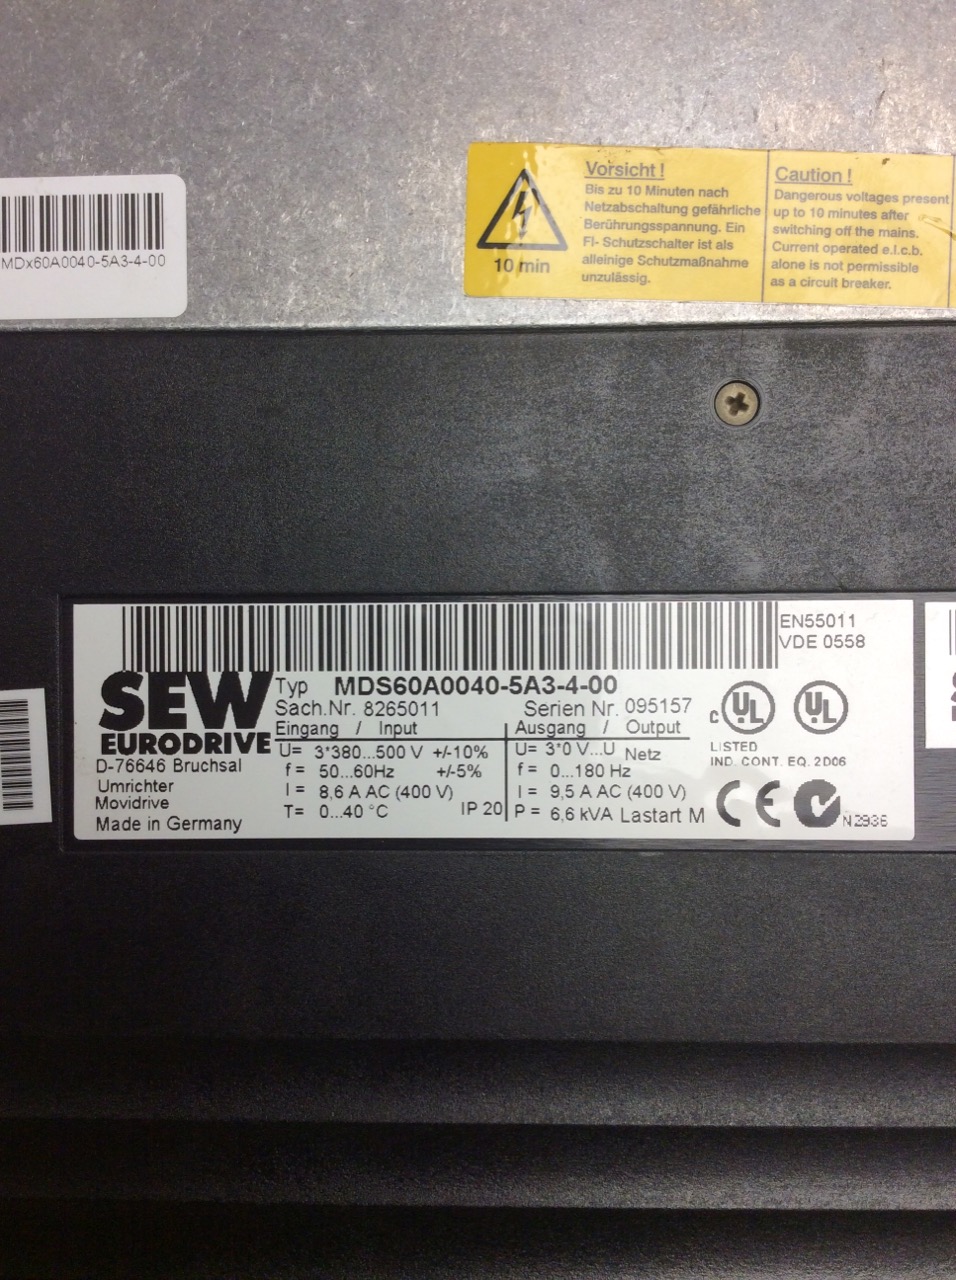 MDx60A0040-5A3-4-00
10 min
Vorsicht !
Bis zu 10 Minuten nach
Netzabschaltung gefährliche
Berührungsspannung. Ein
FI- Schutzschalter ist als
alleinige Schutzmaßnahme
unzulässig.
Caution !
Dangerous voltages present
up to 10 minutes after
switching off the mains.
Current operated e.l.c.b.
alone is not permissible
as a circuit breaker.
EN55011
VDE 0558
SEW
EURODRIVE
D-76646 Bruchsal
Umrichter
Movidrive
Made in Germany
Typ MDS60A0040-5A3-4-00
Sach.Nr. 8265011 Serien Nr. 095157
Eingang / Input
U= 3*380...500 V +/-10%
f = 50...60Hz +/-5%
I = 8,6 A AC (400 V)
T= 0...40 °C IP 20
Ausgang / Output
U= 3*0 V...U Netz
f = 0...180 Hz
I = 9,5 A AC (400 V)
P = 6,6 kVA Lastart M
c UL UL
LISTED
IND. CONT. EQ. 2D06
CE N2936